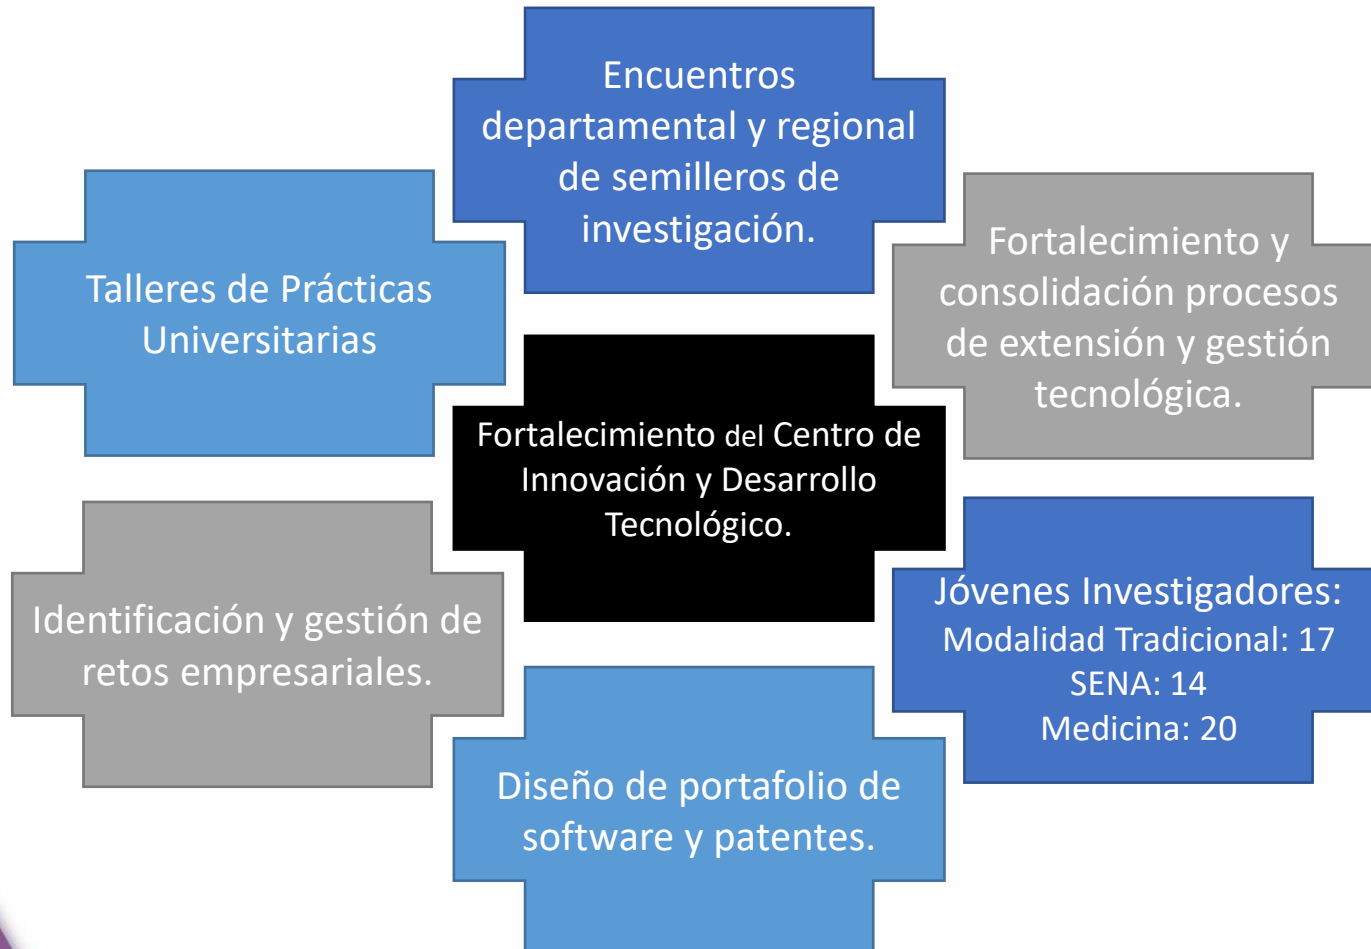 Encuentros
departamental y regional
de semilleros de
investigación.
Talleres de Prácticas
Universitarias
Fortalecimiento y
consolidación procesos
de extensión y gestión
tecnológica.
Fortalecimiento del Centro de
Innovación y Desarrollo
Tecnológico.
Identificación y gestión de
retos empresariales.
Jóvenes Investigadores:
Modalidad Tradicional: 17
SENA: 14
Medicina: 20
Diseño de portafolio de
software y patentes.